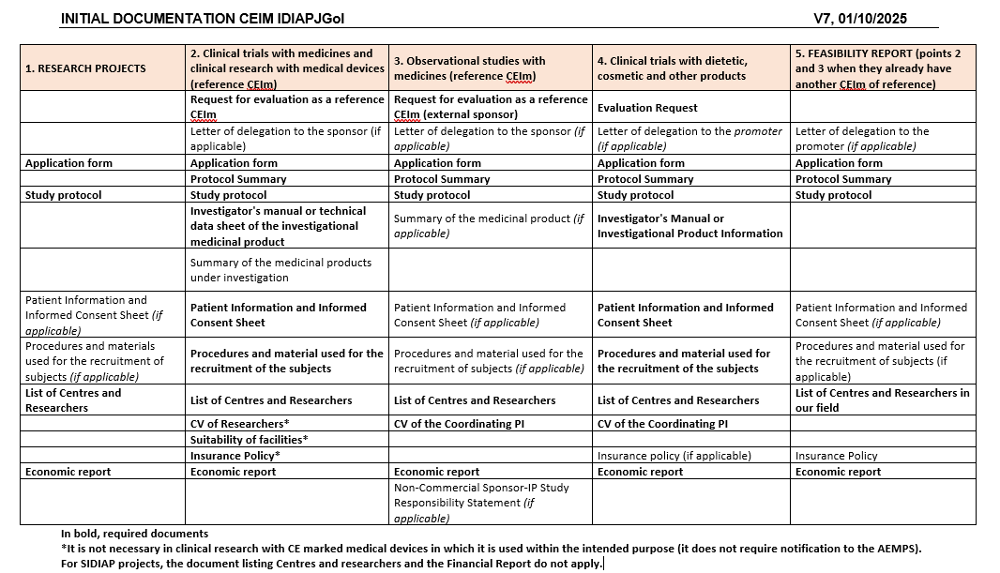 INITIAL DOCUMENTATION CEIM IDIAPJGol V7, 01/10/2025
1. RESEARCH PROJECTS
2. Clinical trials with medicines and
clinical research with medical devices
(reference CEIm)
3. Observational studies with
medicines (reference CEIm)
4. Clinical trials with dietetic,
cosmetic and other products
5. FEASIBILITY REPORT (points 2
and 3 when they already have
another CEIm of reference)
Request for evaluation as a reference
CEIm
Request for evaluation as a reference
CEIm (external sponsor)
Evaluation Request
Letter of delegation to the sponsor (if
applicable)
Letter of delegation to the sponsor (if
applicable)
Letter of delegation to the promoter
(if applicable)
Letter of delegation to the
promoter (if applicable)
Application form
Application form
Application form
Application form
Application form
Protocol Summary
Protocol Summary
Protocol Summary
Protocol Summary
Study protocol
Study protocol
Study protocol
Study protocol
Study protocol
Investigator's manual or technical
data sheet of the investigational
medicinal product
Summary of the medicinal product (if
applicable)
Investigator's Manual or
Investigational Product Information
Summary of the medicinal products
under investigation
Patient Information and
Informed Consent Sheet (if
applicable)
Patient Information and Informed
Consent Sheet
Patient Information and Informed
Consent Sheet (if applicable)
Patient Information and Informed
Consent Sheet
Patient Information and Informed
Consent Sheet (if applicable)
Procedures and materials
used for the recruitment of
subjects (if applicable)
Procedures and material used for the
recruitment of the subjects
Procedures and material used for the
recruitment of subjects (if applicable)
Procedures and material used for
the recruitment of the subjects
Procedures and material used for
the recruitment of subjects (if
applicable)
List of Centres and
Researchers
List of Centres and Researchers
List of Centres and Researchers
List of Centres and Researchers
List of Centres and Researchers in
our field
CV of Researchers*
CV of the Coordinating PI
CV of the Coordinating PI
Suitability of facilities*
Insurance Policy*
Insurance policy (if applicable)
Insurance Policy
Economic report
Economic report
Economic report
Economic report
Economic report
Non-Commercial Sponsor-IP Study
Responsibility Statement (if
applicable)
In bold, required documents
*It is not necessary in clinical research with CE marked medical devices in which it is used within the intended purpose (it does not require notification to the AEMPS).
For SIDIAP projects, the document listing Centres and researchers and the Financial Report do not apply.